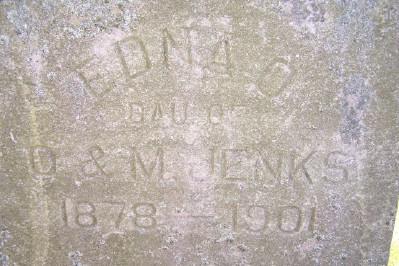 EDNA O.
DAU OF
O & M. JENKS
1878 — 1901